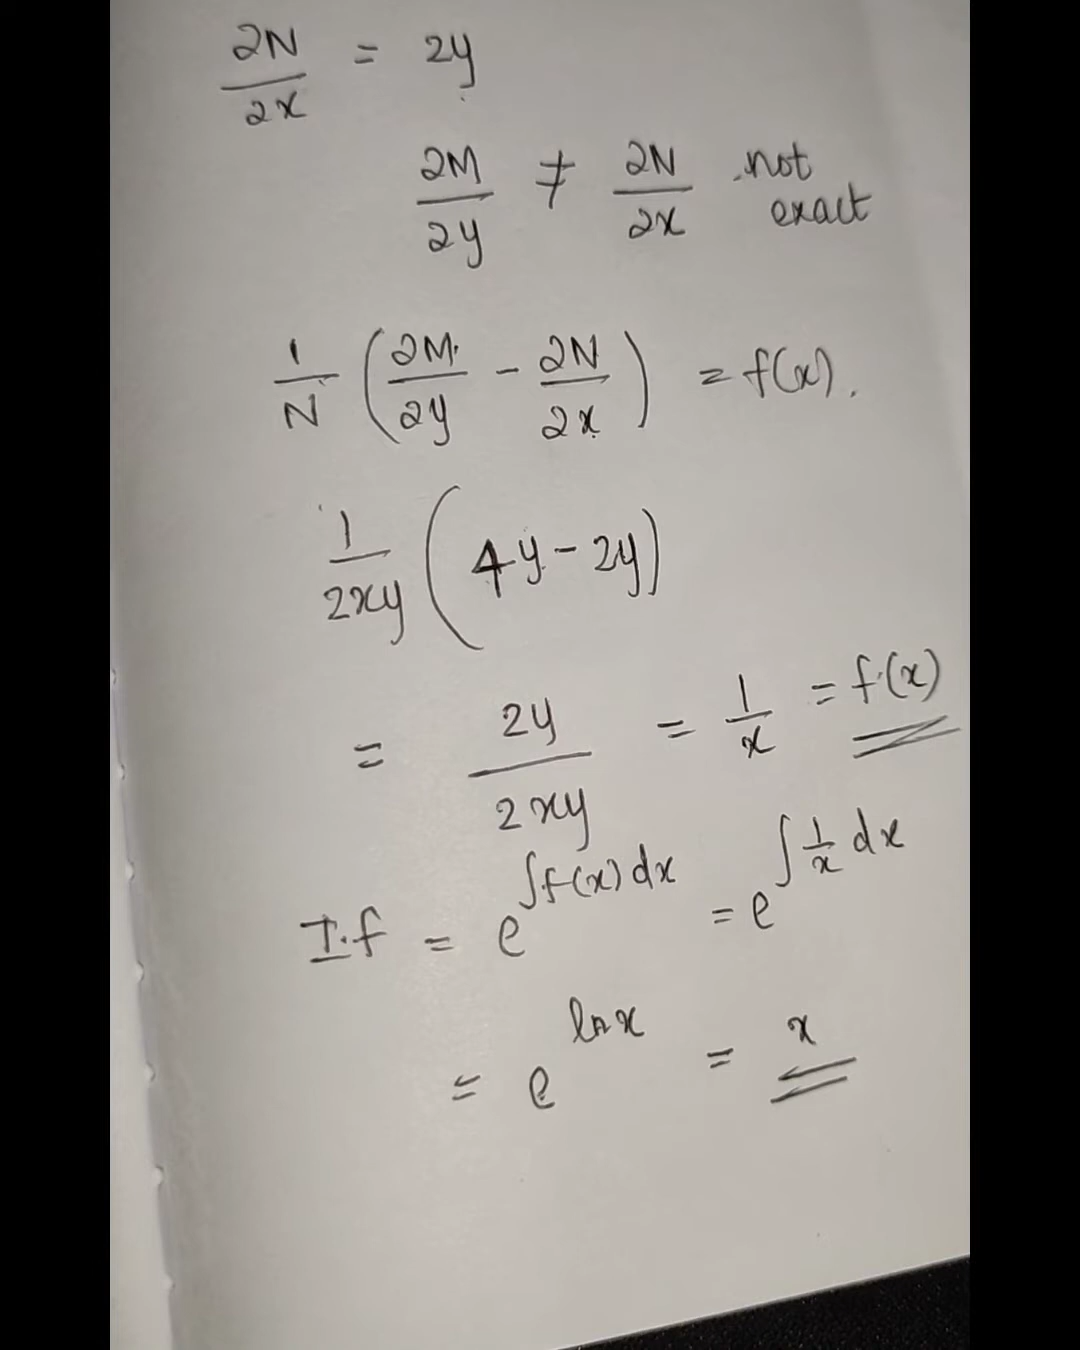 ∂N/∂x = 2y
∂M/∂y ≠ ∂N/∂x not exact
1/N (∂M/∂y - ∂N/∂x) = f(x).
1/2xy (4y - 2y)
= 2y/2xy = 1/x = f(x)
I.f = e^∫f(x)dx = e^∫1/x dx
= e^ln x = x